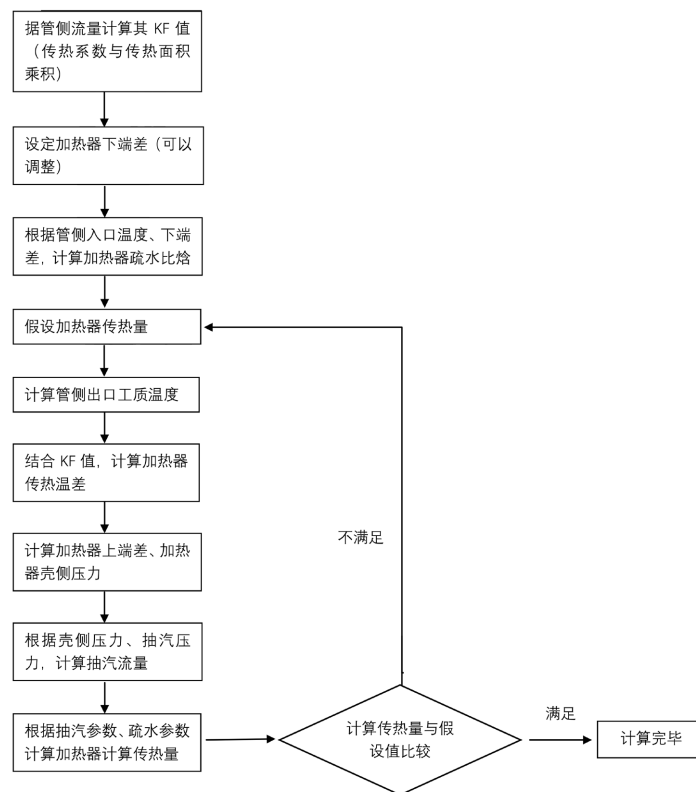 据管侧流量计算其 KF 值
（传热系数与传热面积
乘积）
设定加热器下端差（可以
调整）
根据管侧入口温度、下端
差，计算加热器疏水比焓
假设加热器传热量
计算管侧出口工质温度
结合 KF 值，计算加热器
传热温差
不满足
计算加热器上端差、加热
器壳侧压力
根据壳侧压力、抽汽压
力，计算抽汽流量
根据抽汽参数、疏水参数
计算加热器计算传热量
计算传热量与假
设值比较
满足
计算完毕